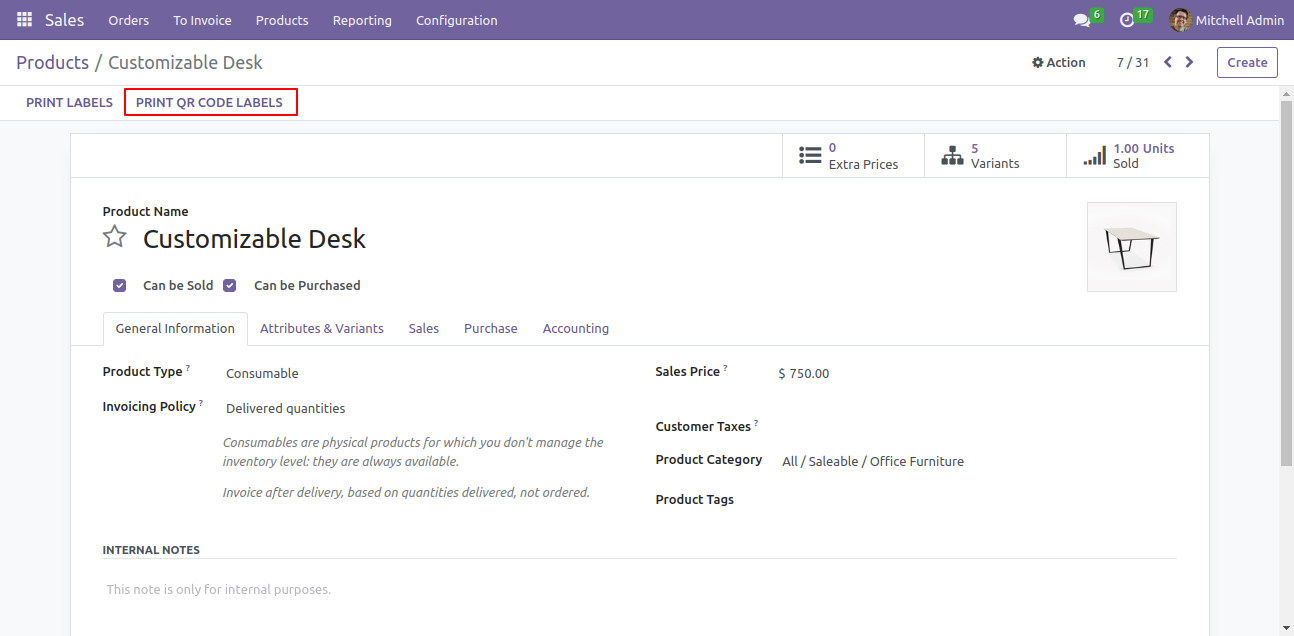 Sales Orders To Invoice Products Reporting Configuration 6 17 Mitchell Admin
Products / Customizable Desk Action 7 / 31 Create
PRINT LABELS PRINT QR CODE LABELS
0 Extra Prices
5 Variants
1.00 Units Sold
Product Name
Customizable Desk
Can be Sold Can be Purchased
General Information Attributes & Variants Sales Purchase Accounting
Product Type ? Consumable
Sales Price ? $ 750.00
Invoicing Policy ? Delivered quantities
Consumables are physical products for which you don't manage the
inventory level: they are always available.
Invoice after delivery, based on quantities delivered, not ordered.
Customer Taxes ?
Product Category All / Saleable / Office Furniture
Product Tags
INTERNAL NOTES
This note is only for internal purposes.